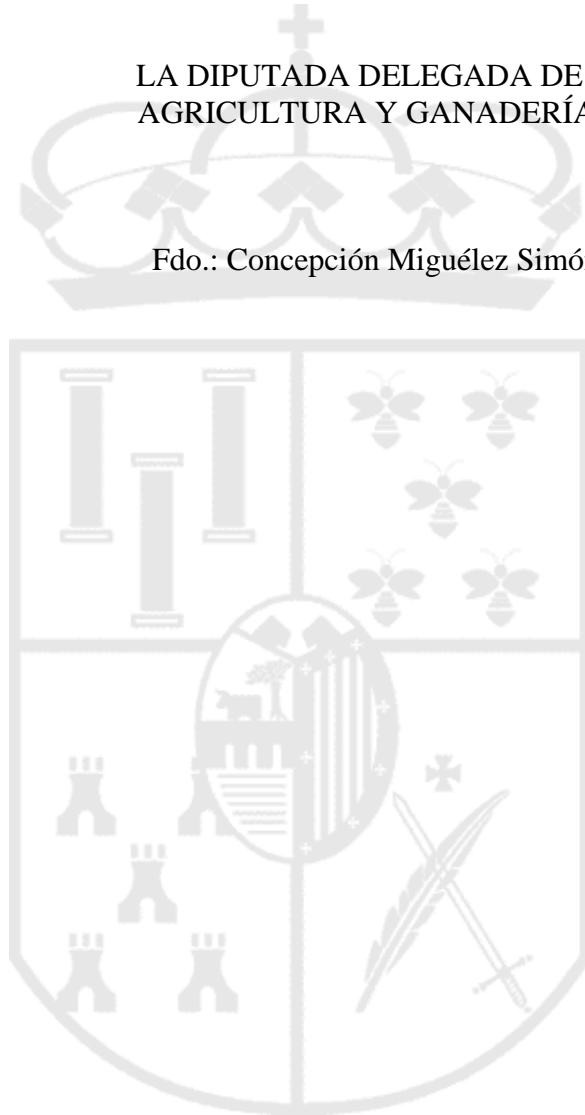 LA DIPUTADA DELEGADA DE
AGRICULTURA Y GANADERÍA
Fdo.: Concepción Miguélez Simó